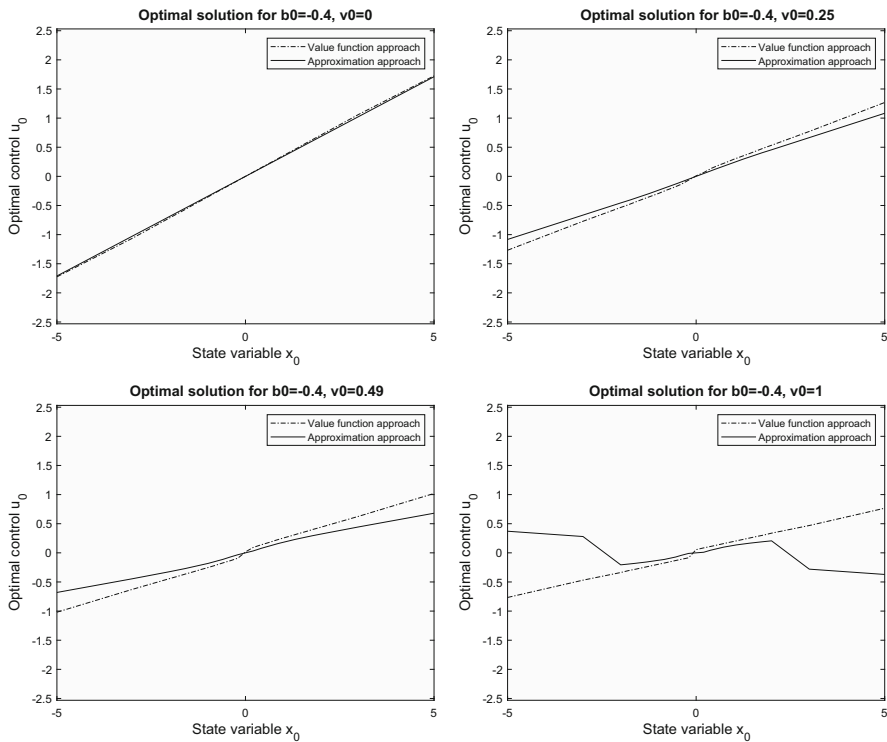 Optimal solution for b0=-0.4, v0=0
2.5
2
1.5
1
0.5
0
-0.5
-1
-1.5
-2
-2.5
-5
0
5
Optimal control u0
State variable x0
Value function approach
Approximation approach
Optimal solution for b0=-0.4, v0=0.25
2.5
2
1.5
1
0.5
0
-0.5
-1
-1.5
-2
-2.5
-5
0
5
Optimal control u0
State variable x0
Value function approach
Approximation approach
Optimal solution for b0=-0.4, v0=0.49
2.5
2
1.5
1
0.5
0
-0.5
-1
-1.5
-2
-2.5
-5
0
5
Optimal control u0
State variable x0
Value function approach
Approximation approach
Optimal solution for b0=-0.4, v0=1
2.5
2
1.5
1
0.5
0
-0.5
-1
-1.5
-2
-2.5
-5
0
5
Optimal control u0
State variable x0
Value function approach
Approximation approach